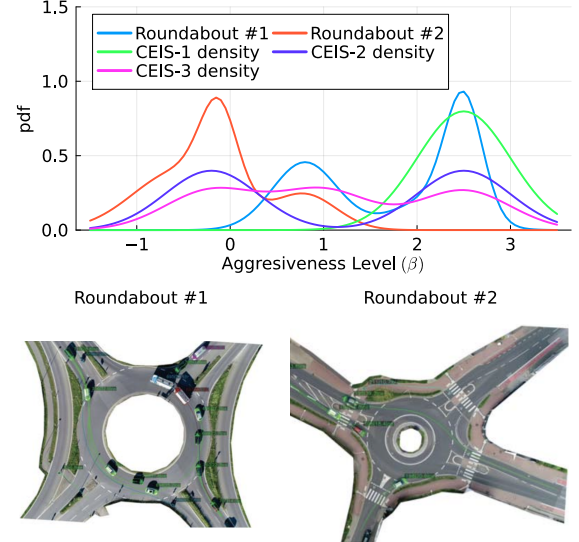 1.5
Roundabout #1 Roundabout #2
CEIS-1 density CEIS-2 density
CEIS-3 density
1.0
pdf
0.5
0.0
−1 0 1 2 3
Aggresiveness Level (β)
Roundabout #1 Roundabout #2